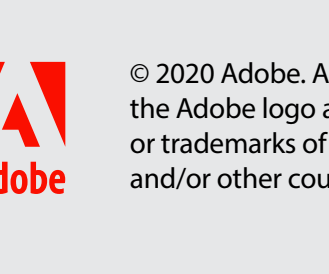 © 2020 Adobe. A
the Adobe logo a
or trademarks of
and/or other cou
dobe